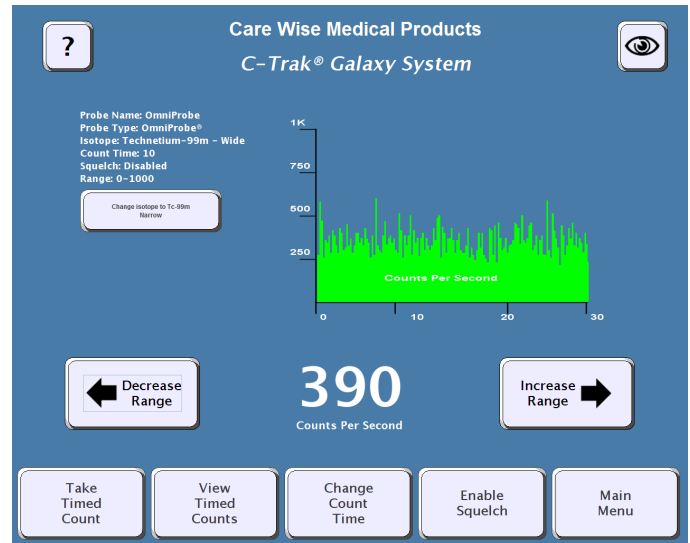 ?
Care Wise Medical Products
C-Trak® Galaxy System
Probe Name: OmniProbe
Probe Type: OmniProbe®
Isotope: Technetium-99m - Wide
Count Time: 10
Squelch: Disabled
Range: 0-1000
Change isotope to Tc-99m
Narrow
1K
750
500
250
Counts Per Second
0 10 20 30
Decrease
Range
390
Counts Per Second
Increase
Range
Take
Timed
Count
View
Timed
Counts
Change
Count
Time
Enable
Squelch
Main
Menu